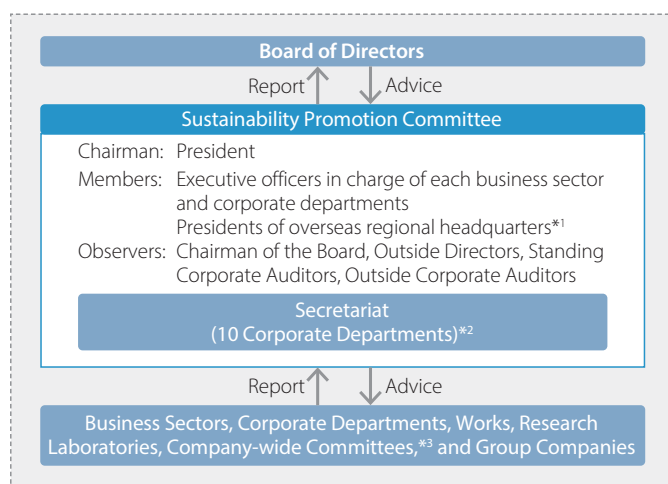 Board of Directors
Report Advice
Sustainability Promotion Committee
Chairman: President
Members: Executive officers in charge of each business sector
and corporate departments
Presidents of overseas regional headquarters*1
Observers: Chairman of the Board, Outside Directors, Standing
Corporate Auditors, Outside Corporate Auditors
Secretariat
(10 Corporate Departments)*2
Report Advice
Business Sectors, Corporate Departments, Works, Research
Laboratories, Company-wide Committees,*3 and Group Companies